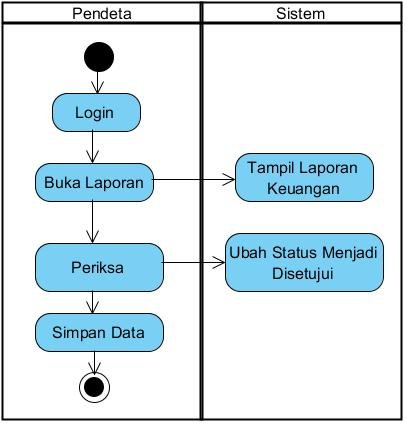 Pendeta
Sistem
Login
Buka Laporan
Tampil Laporan
Keuangan
Periksa
Ubah Status Menjadi
Disetujui
Simpan Data